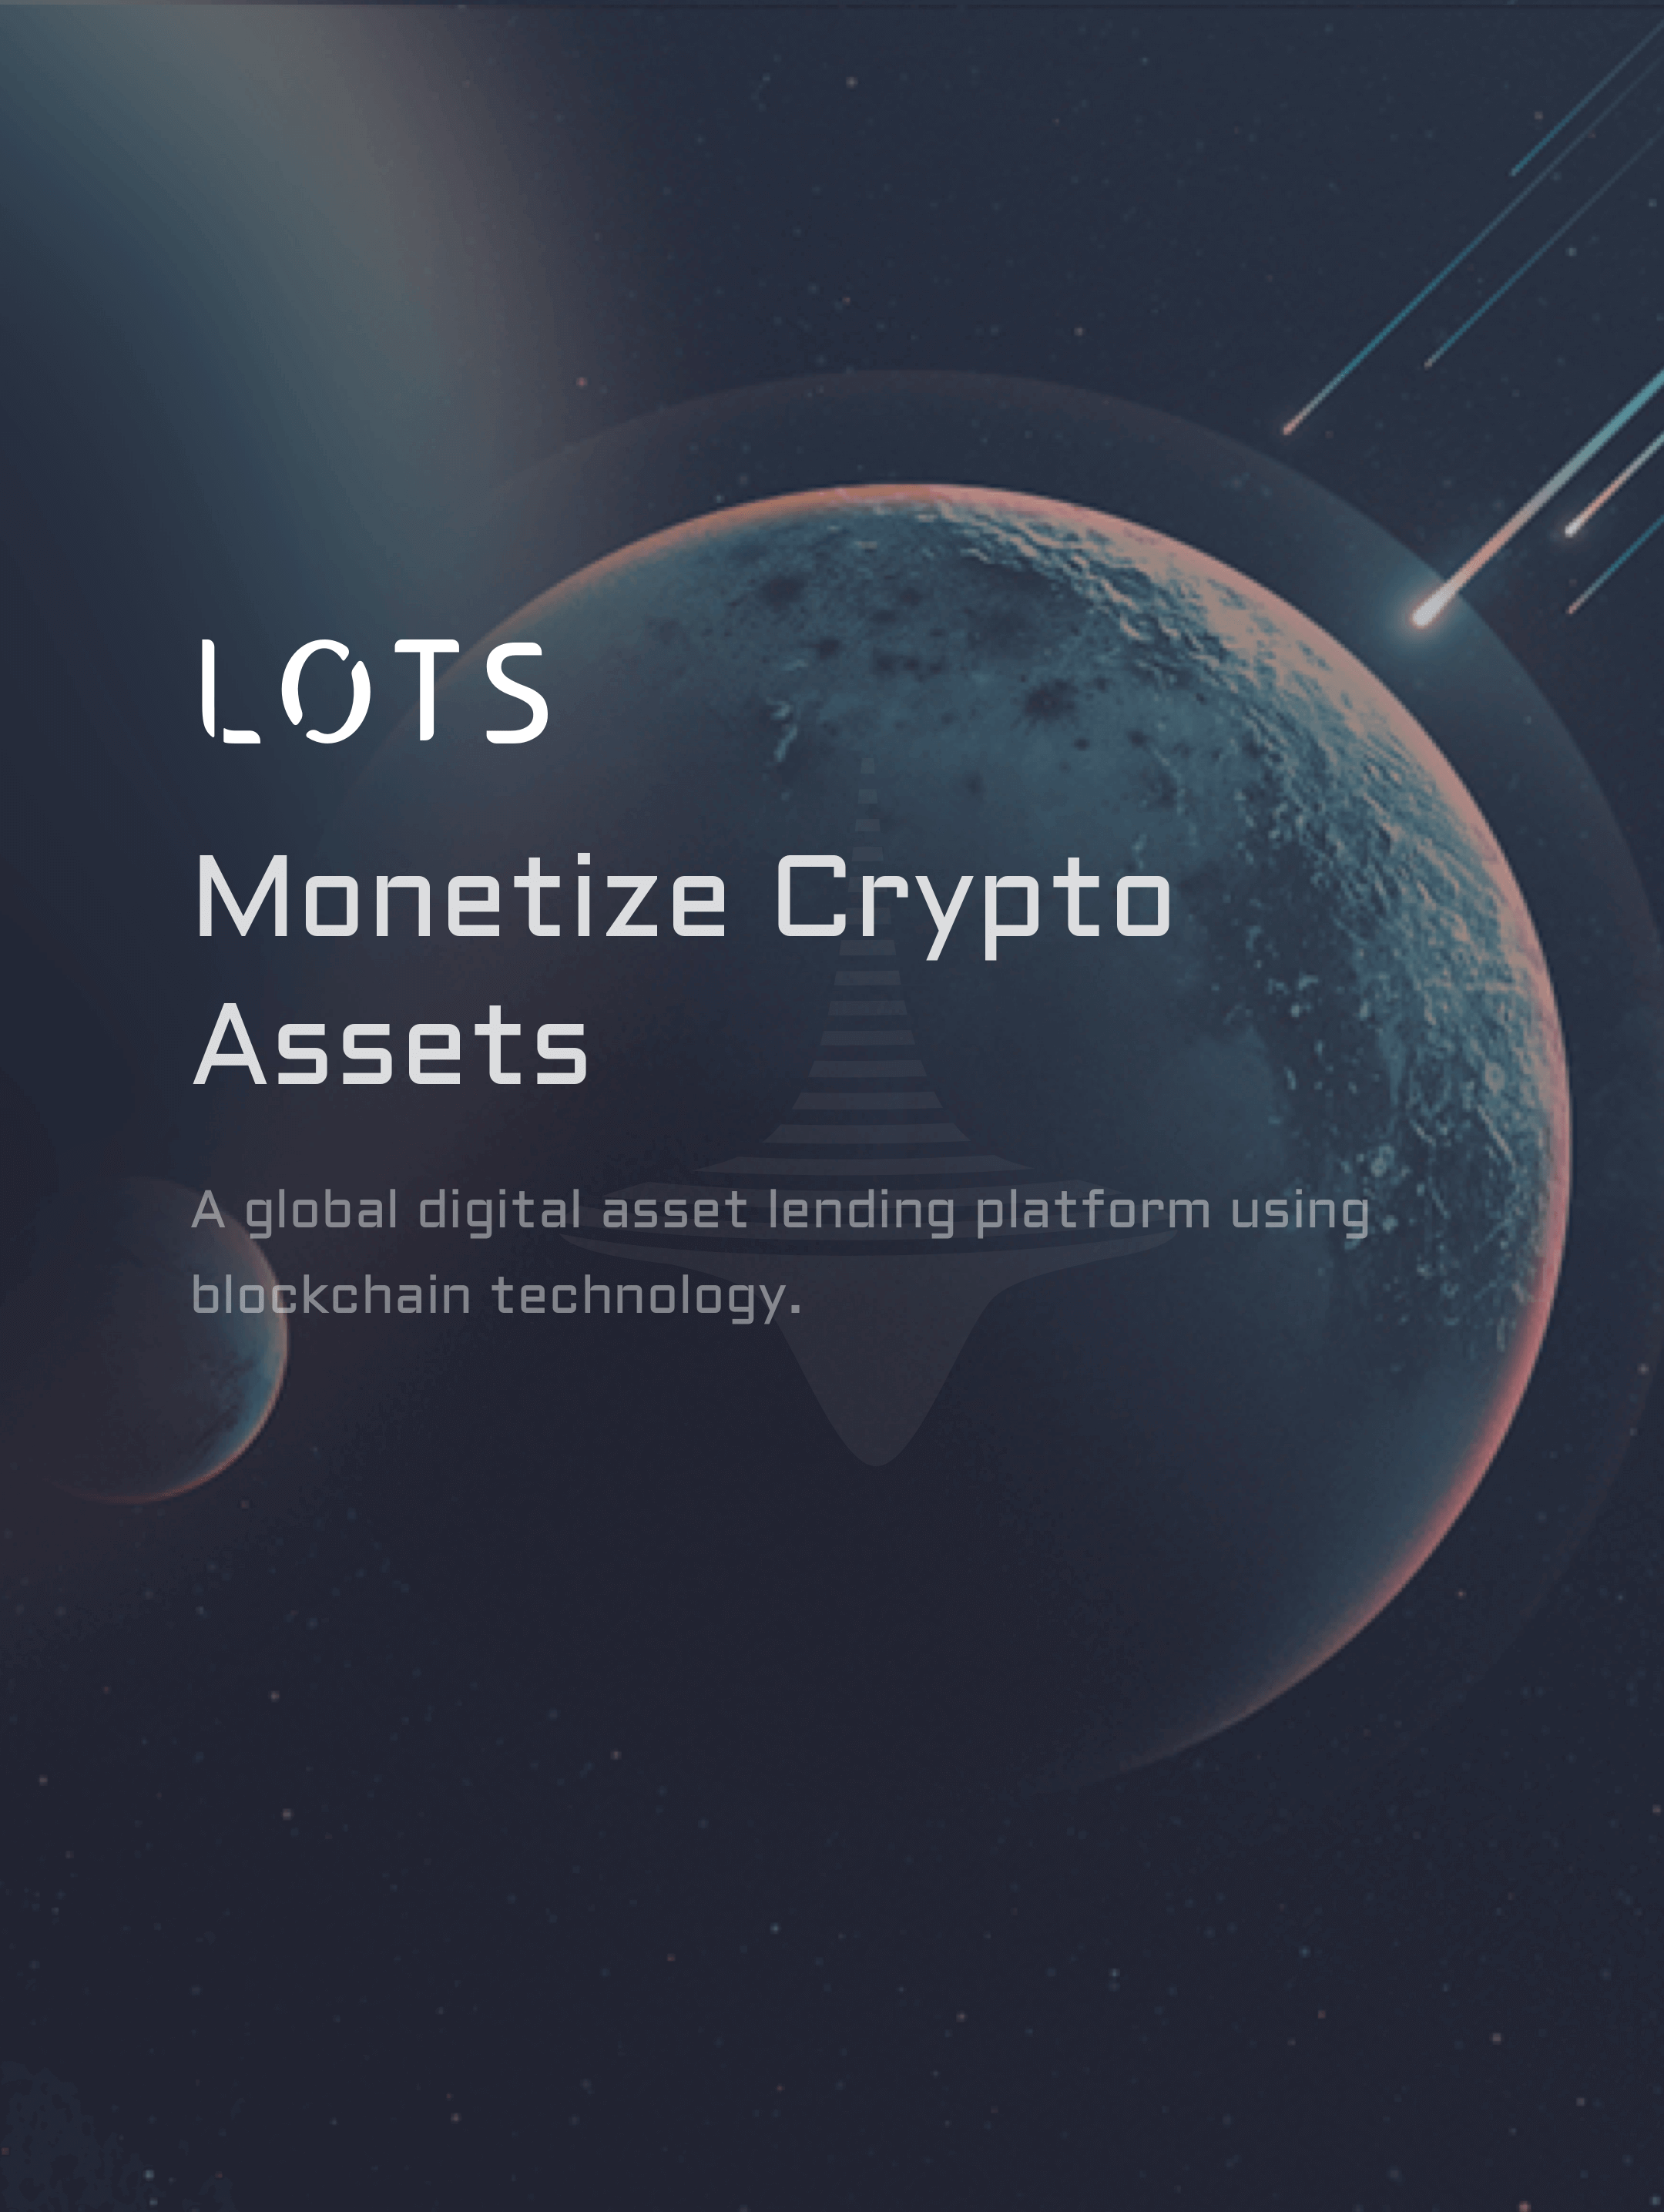 LOTS
Monetize Crypto
Assets
A global digital asset lending platform using
blockchain technology.